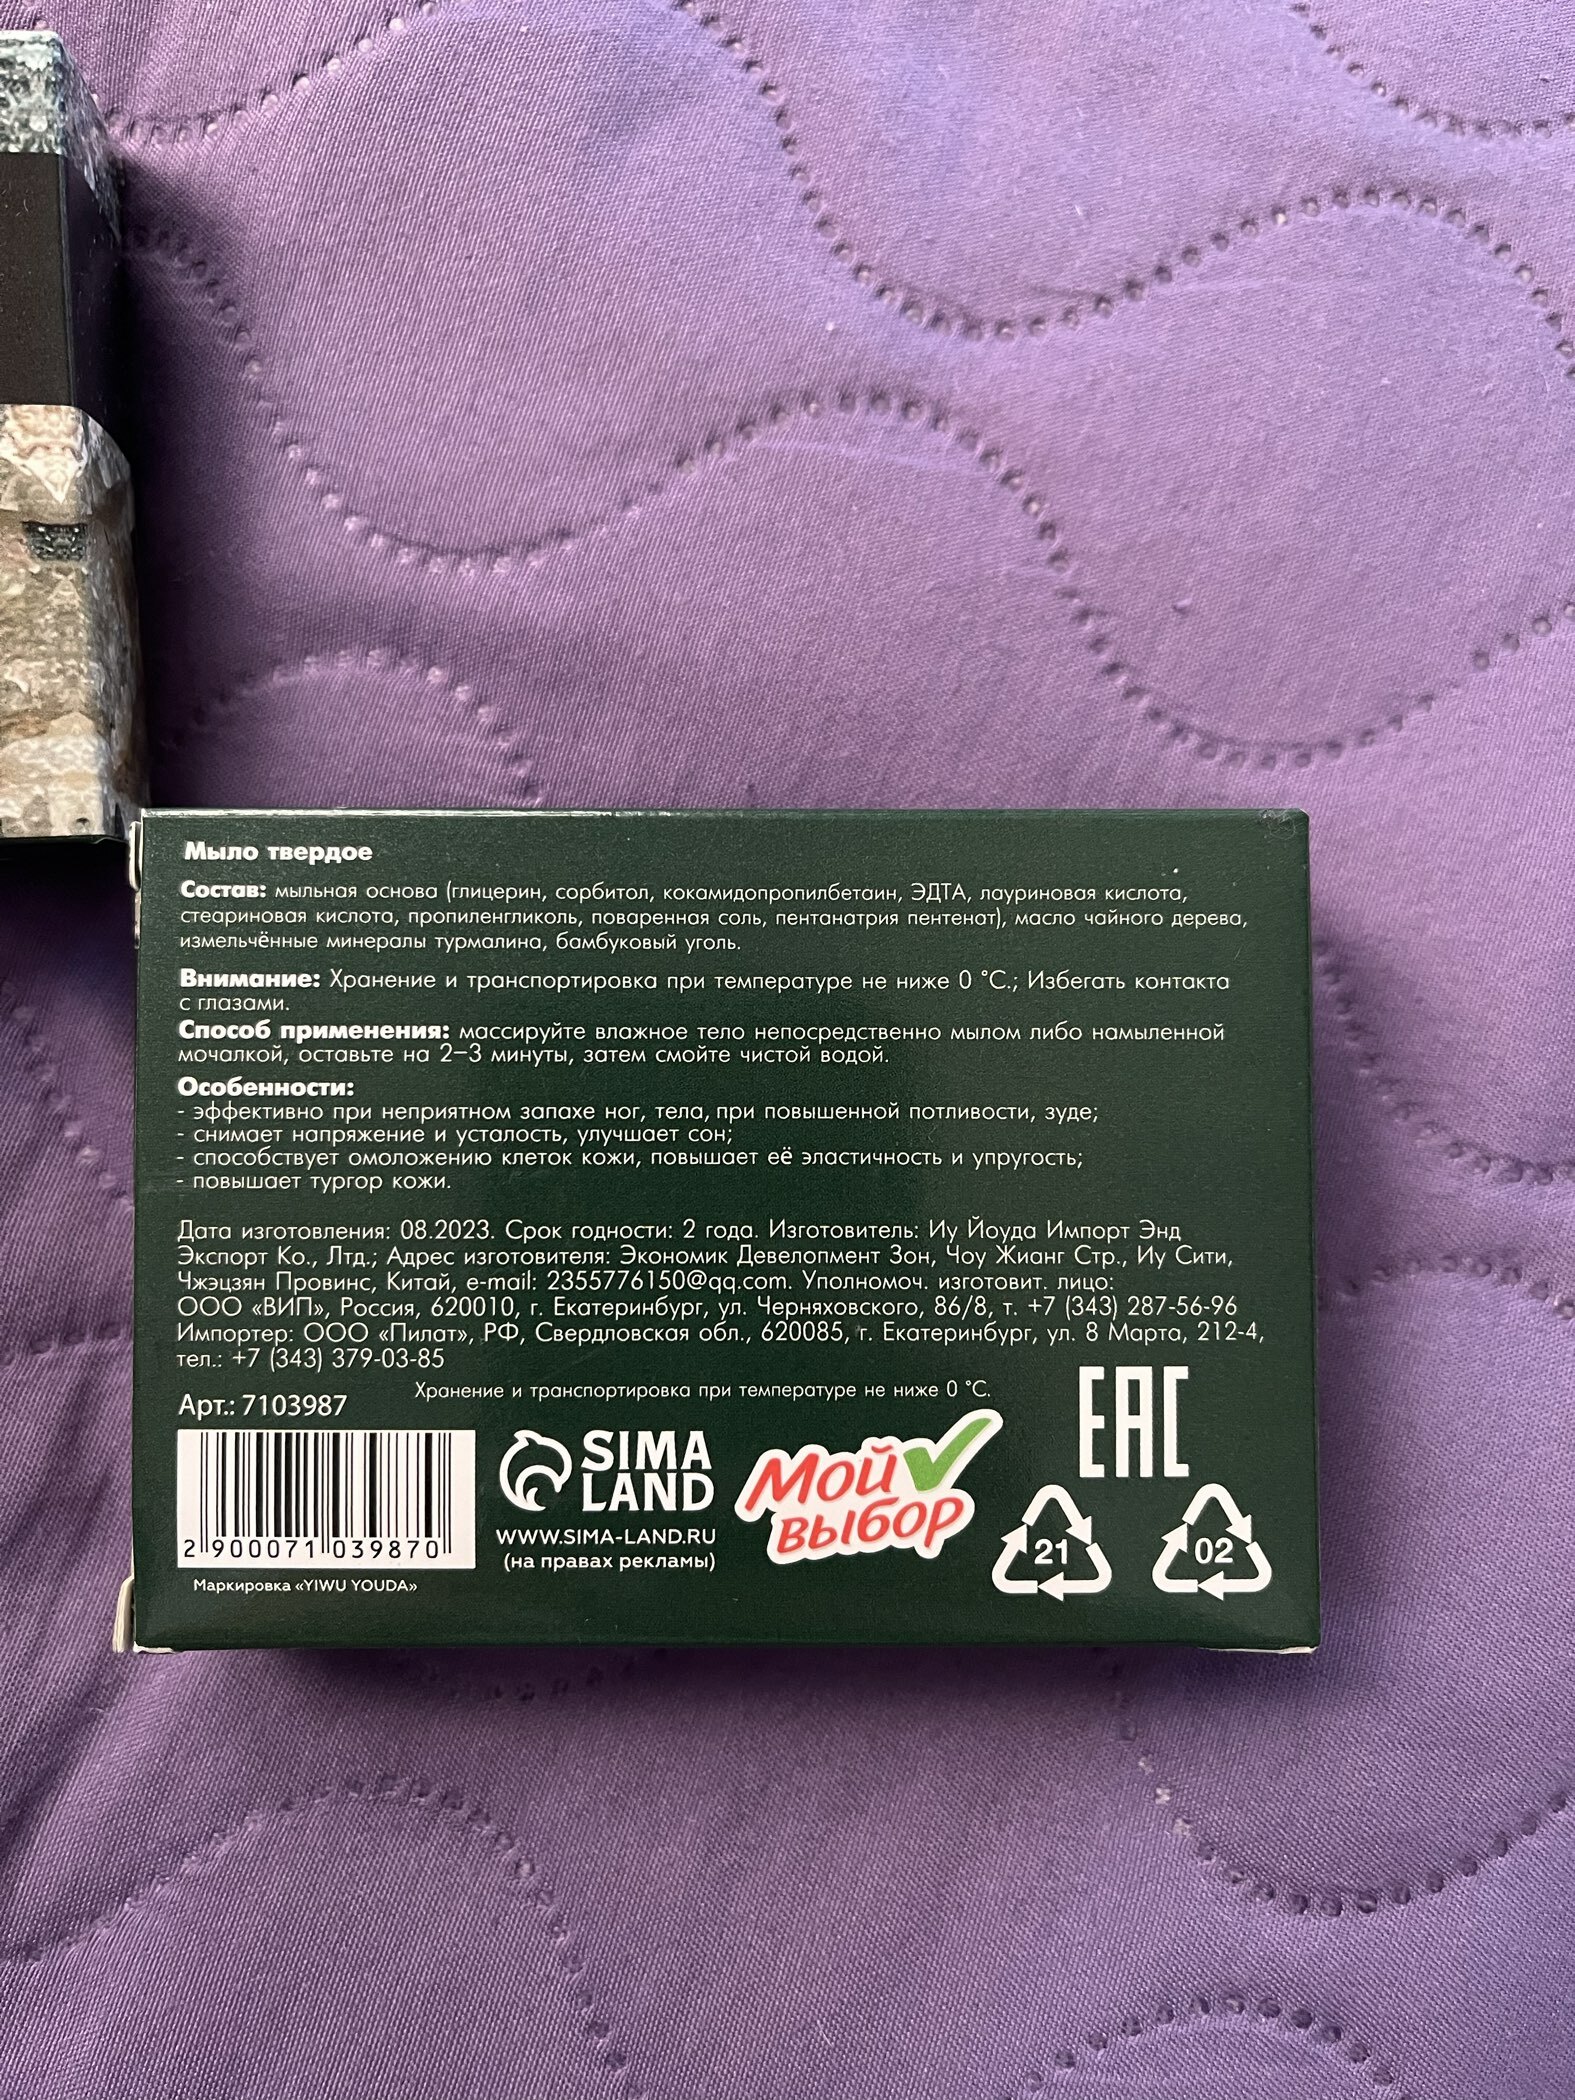 Мыло твердое
Состав: мыльная основа (глицерин, сорбитол, кокамидопропилбетаин, ЭДТА, лауриновая кислота,
стеариновая кислота, пропиленгликоль, поваренная соль, пентанатрия пентенат), масло чайного дерева,
измельчённые минералы турмалина, бамбуковый уголь.
Внимание: Хранение и транспортировка при температуре не ниже 0 °С.; Избегать контакта
с глазами.
Способ применения: массируйте влажное тело непосредственно мылом либо намыленной
мочалкой, оставьте на 2–3 минуты, затем смойте чистой водой.
Особенности:
- эффективно при неприятном запахе ног, тела, при повышенной потливости, зуде;
- снимает напряжение и усталость, улучшает сон;
- способствует омоложению клеток кожи, повышает её эластичность и упругость;
- повышает тургор кожи.
Дата изготовления: 08.2023. Срок годности: 2 года. Изготовитель: Иу Йоуда Импорт Энд
Экспорт Ко., Лтд.; Адрес изготовителя: Экономик Девелопмент Зон, Чоу Жианг Стр., Иу Сити,
Чжэцзян Провинс, Китай, e-mail: 2355776150@qq.com. Уполномоч. изготовит. лицо:
ООО «ВИП», Россия, 620010, г. Екатеринбург, ул. Черняховского, 86/8, т. +7 (343) 287-56-96
Импортер: ООО «Пилат», РФ, Свердловская обл., 620085, г. Екатеринбург, ул. 8 Марта, 212-4,
тел.: +7 (343) 379-03-85
Хранение и транспортировка при температуре не ниже 0 °С.
Арт.: 7103987
2 900071 039870
Маркировка «YIWU YOUDA»
SIMA
LAND
WWW.SIMA-LAND.RU
(на правах рекламы)
Мой
выбор
EAC
21
02